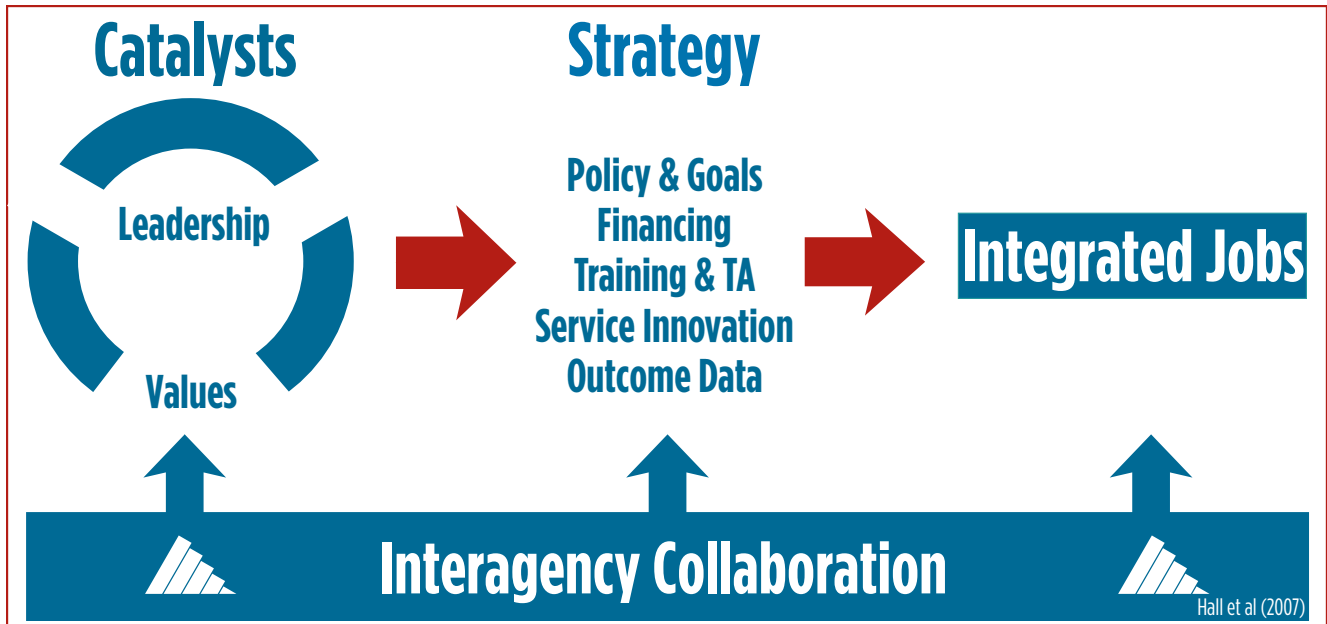 Catalysts
Leadership
Values
Strategy
Policy & Goals
Financing
Training & TA
Service Innovation
Outcome Data
Integrated Jobs
Interagency Collaboration
Hall et al (2007)